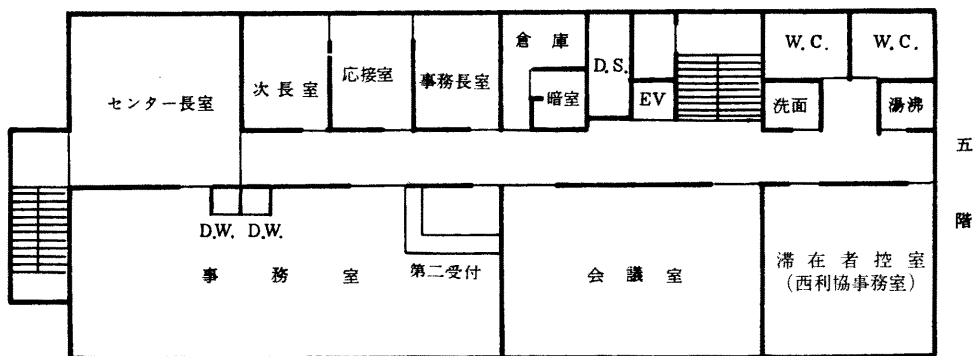 センター長室
次長室
応接室
事務長室
倉庫
暗室
D.S.
EV
W.C.
W.C.
洗面
湯沸
五階
D.W.
D.W.
事務室
第二受付
会議室
滞在者控室
(西利協事務室)